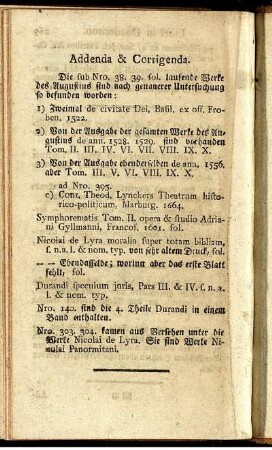 Addenda & Corrigenda.
Die sub Nro. 38. 39. fol. laufende Werke
des Augustius sind nach genauerer Untersuchung
so befunden worden:
1) Zweimal de civitate Dei, Basil. ex off. Fro-
ben. 1522.
2) Von der Ausgabe der gesamten Werke des Au-
gustius de ann. 1528. 1529. sind vorhanden
Tom. II. III. IV. VI. VII. VIII. IX. X.
3) Von der Ausgabe ebenderselben de ann. 1556.
aber Tom. III. V. VI. VIII. IX. X.
ad Nro. 395.
c) Conr. Theod. Lynckers Theatrum histo-
rico-politicum, Marburg. 1664.
Symphorematis Tom. II. opera & studio Adria-
ni Gyllmanni, Francof. 1601. fol.
Nicolai de Lyra moralia super totam bibliam,
s. n. a. l. & nom. typ. von sehr altem Druck, fol.
— — Ebendasselbe; worinn aber das erste Blatt
fehlt, fol.
Durandi speculum juris, Pars III. & IV. s. n. a.
l. & nom. typ.
Nro. 140. sind die 4. Theile Durandi in einem
Band enthalten.
Nro. 303. 304. kamen aus Versehen unter die
Werke Nicolai de Lyra. Sie sind Werke Ni-
colai Panormitani.